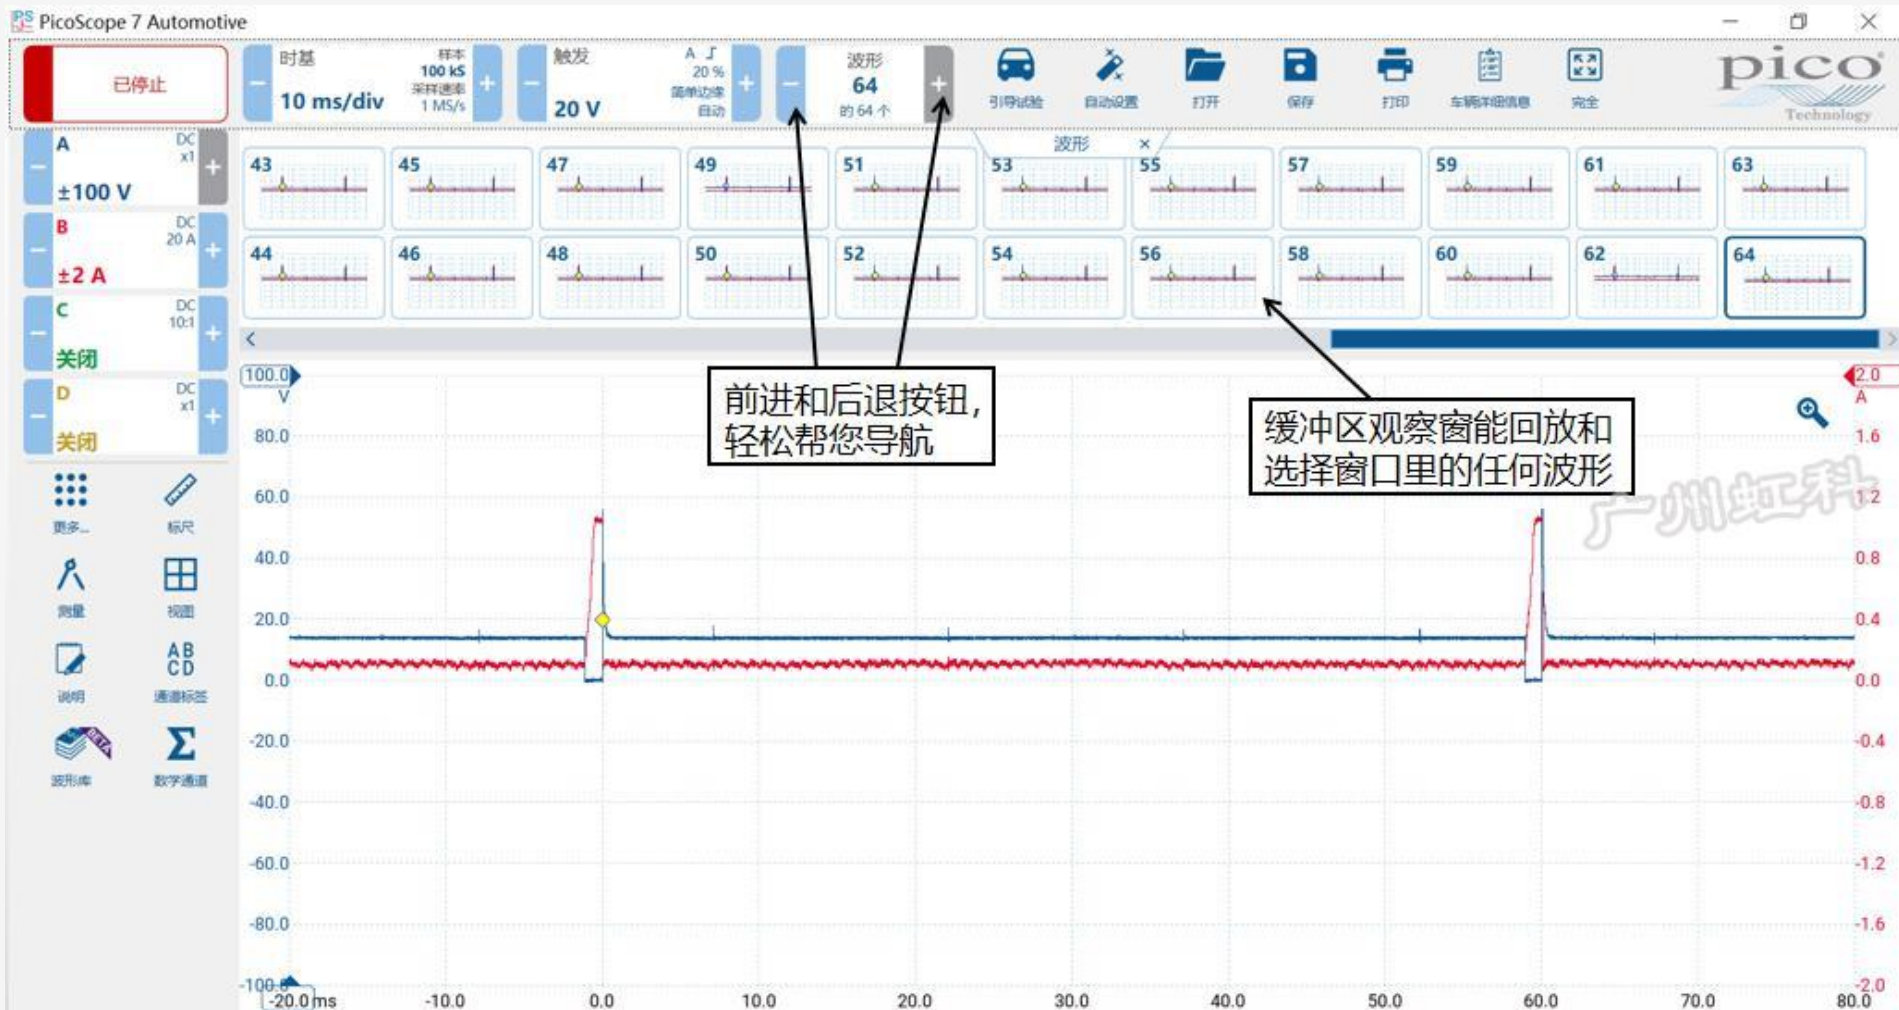 PicoScope 7 Automotive
已停止
时基
10 ms/div
样本
100 kS
采样速率
1 MS/s
触发
20 V
A
20 %
简单边缘
自动
波形
64
的 64 个
引导试验
自动设置
打开
保存
打印
车辆详细信息
完全
pico
Technology
A
DC
x1
±100 V
B
DC
20 A
±2 A
C
DC
10:1
关闭
D
DC
x1
关闭
更多...
标尺
测量
视图
说明
AB
CD
通道标签
BETA
波形库
数学通道
波形 ×
43 45 47 49 51 53 55 57 59 61 63
44 46 48 50 52 54 56 58 60 62 64
前进和后退按钮，
轻松帮您导航
缓冲区观察窗能回放和
选择窗口里的任何波形
广州虹科
100.0
V
80.0
60.0
40.0
20.0
0.0
-20.0
-40.0
-60.0
-80.0
-100.0
2.0
A
1.6
1.2
0.8
0.4
0.0
-0.4
-0.8
-1.2
-1.6
-2.0
-20.0 ms -10.0 0.0 10.0 20.0 30.0 40.0 50.0 60.0 70.0 80.0